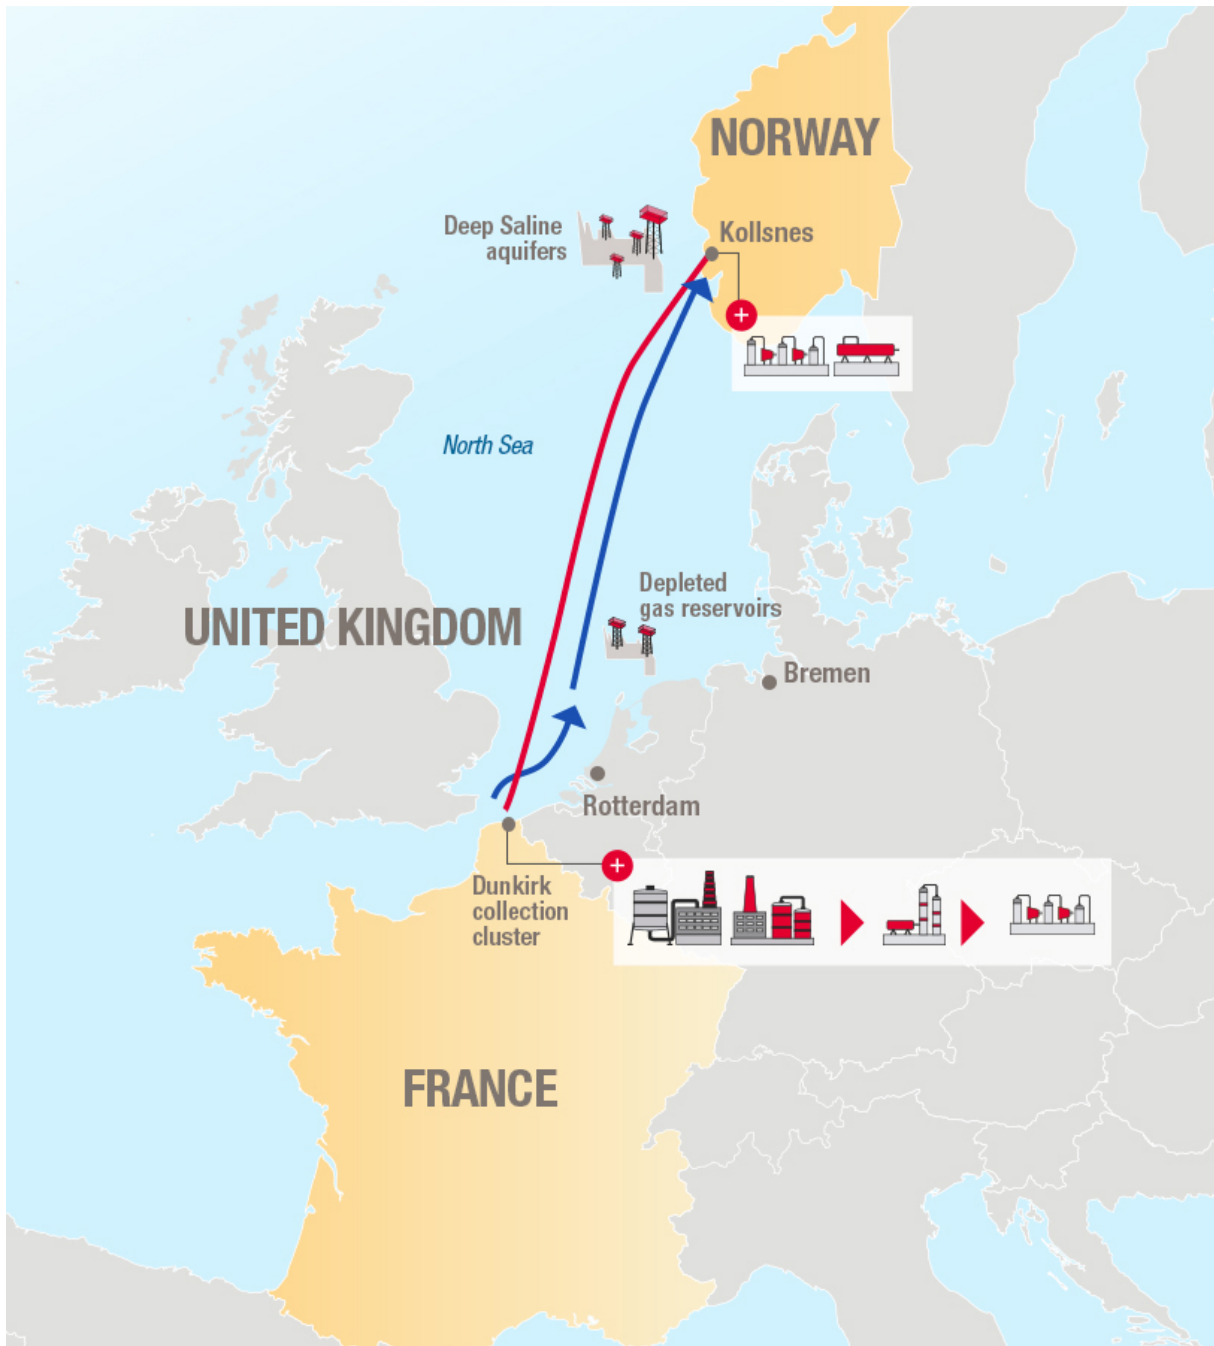 NORWAY
Deep Saline
aquifers
Kollsnes
North Sea
Depleted
gas reservoirs
UNITED KINGDOM
Bremen
Rotterdam
Dunkirk
collection
cluster
FRANCE